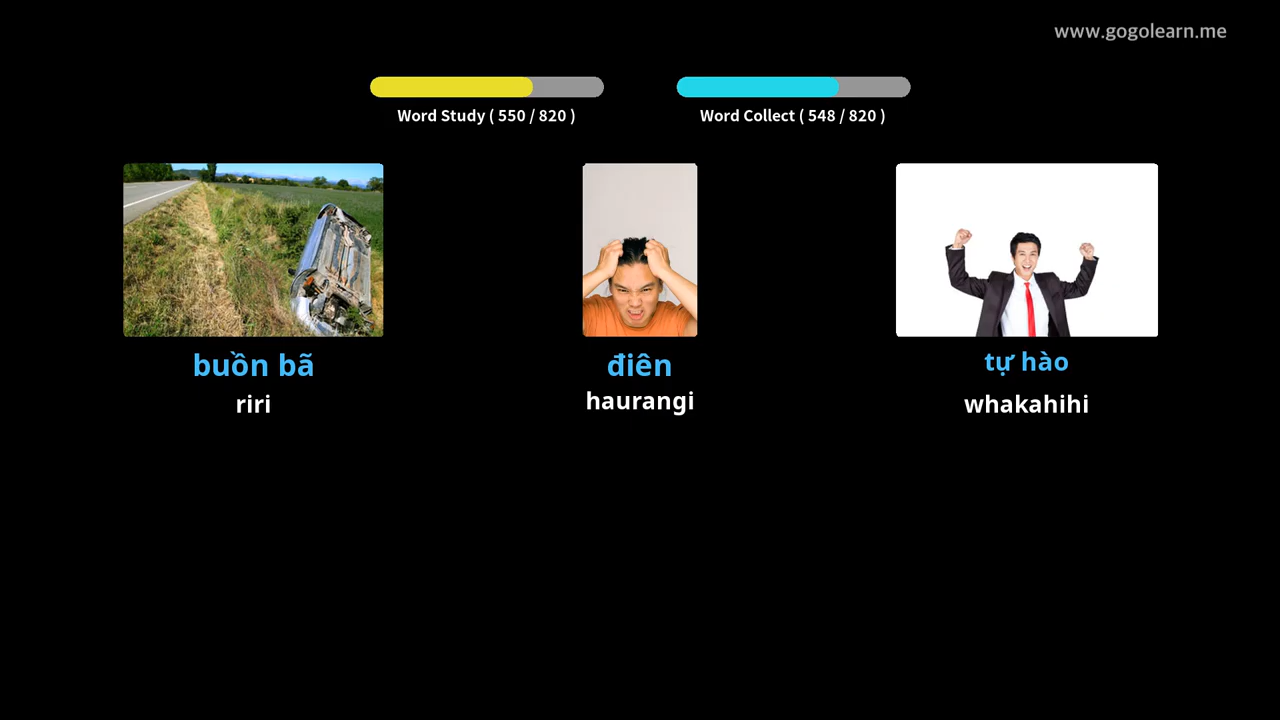 www.gogolearn.me
Word Study ( 550 / 820 )
Word Collect ( 548 / 820 )
buồn bã
điên
tự hào
riri
haurangi
whakahihi